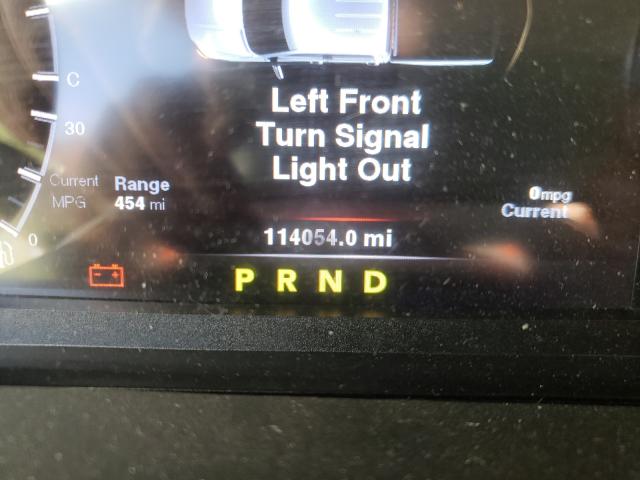 C
Left Front
30
Turn Signal
Light Out
Current
MPG
Range
454 mi
0mpg
Current
0
114054.0 mi
P R N D